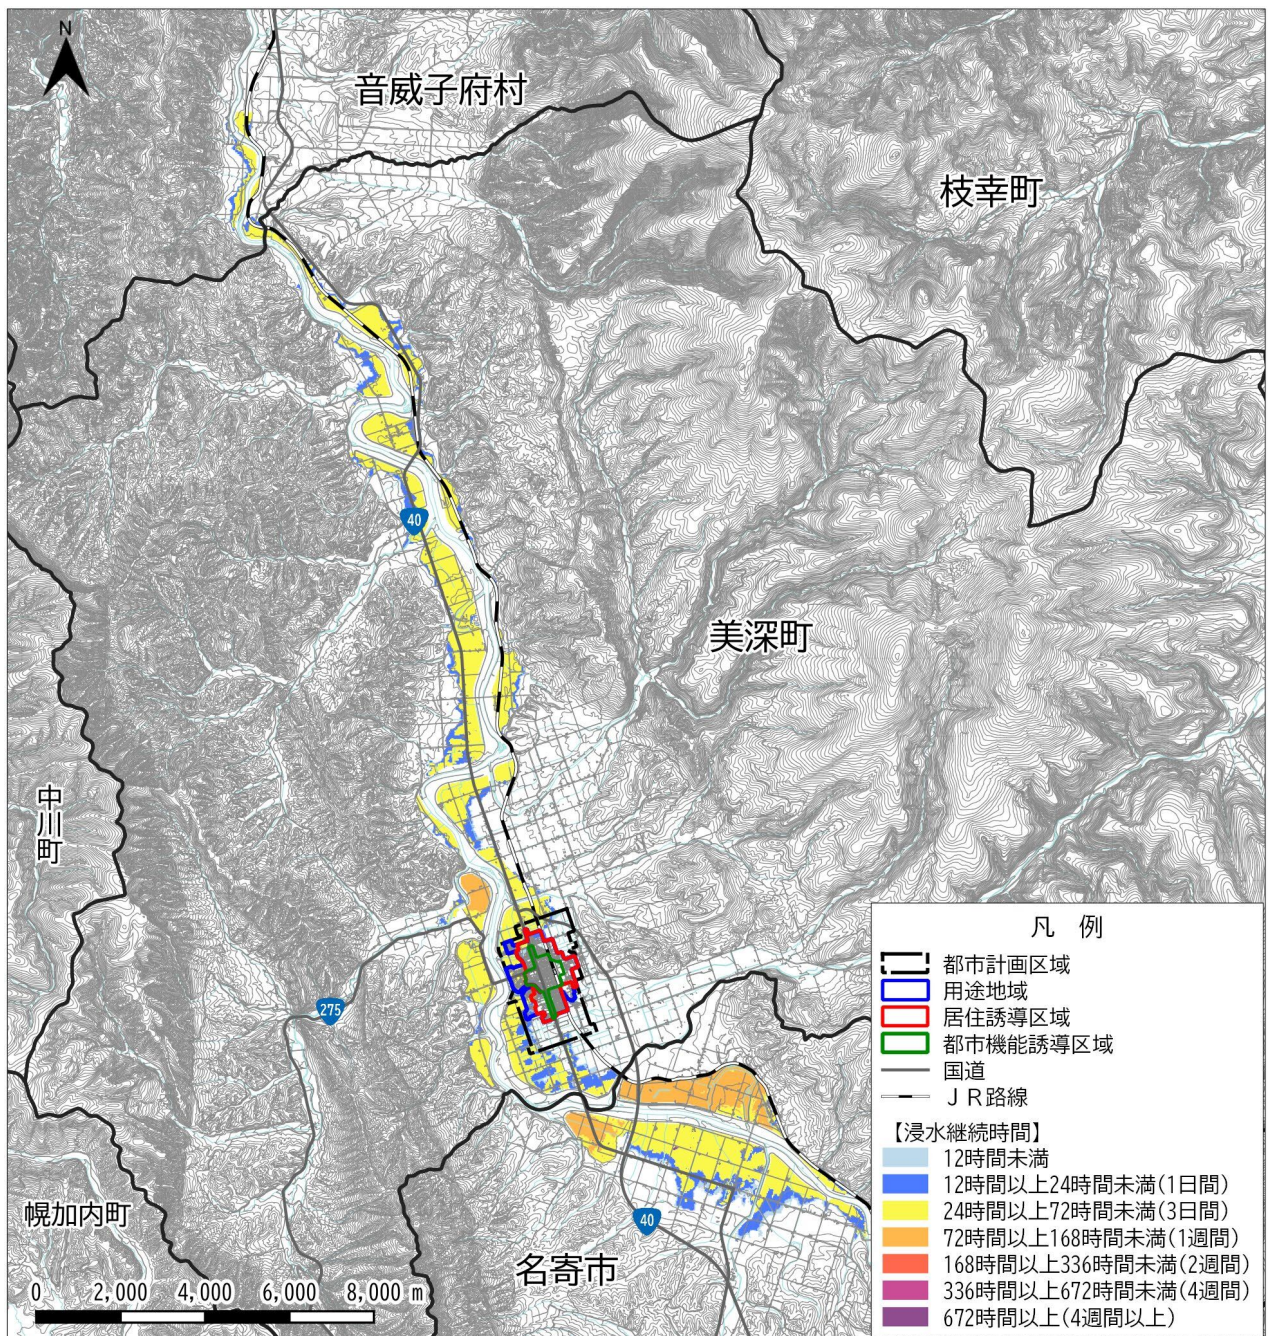 N
音威子府村
枝幸町
40
美深町
中川町
275
幌加内町
名寄市
40
0 2,000 4,000 6,000 8,000 m
凡 例
都市計画区域
用途地域
居住誘導区域
都市機能誘導区域
国道
ＪＲ路線
【浸水継続時間】
12時間未満
12時間以上24時間未満(1日間)
24時間以上72時間未満(3日間)
72時間以上168時間未満(1週間)
168時間以上336時間未満(2週間)
336時間以上672時間未満(4週間)
672時間以上(4週間以上)